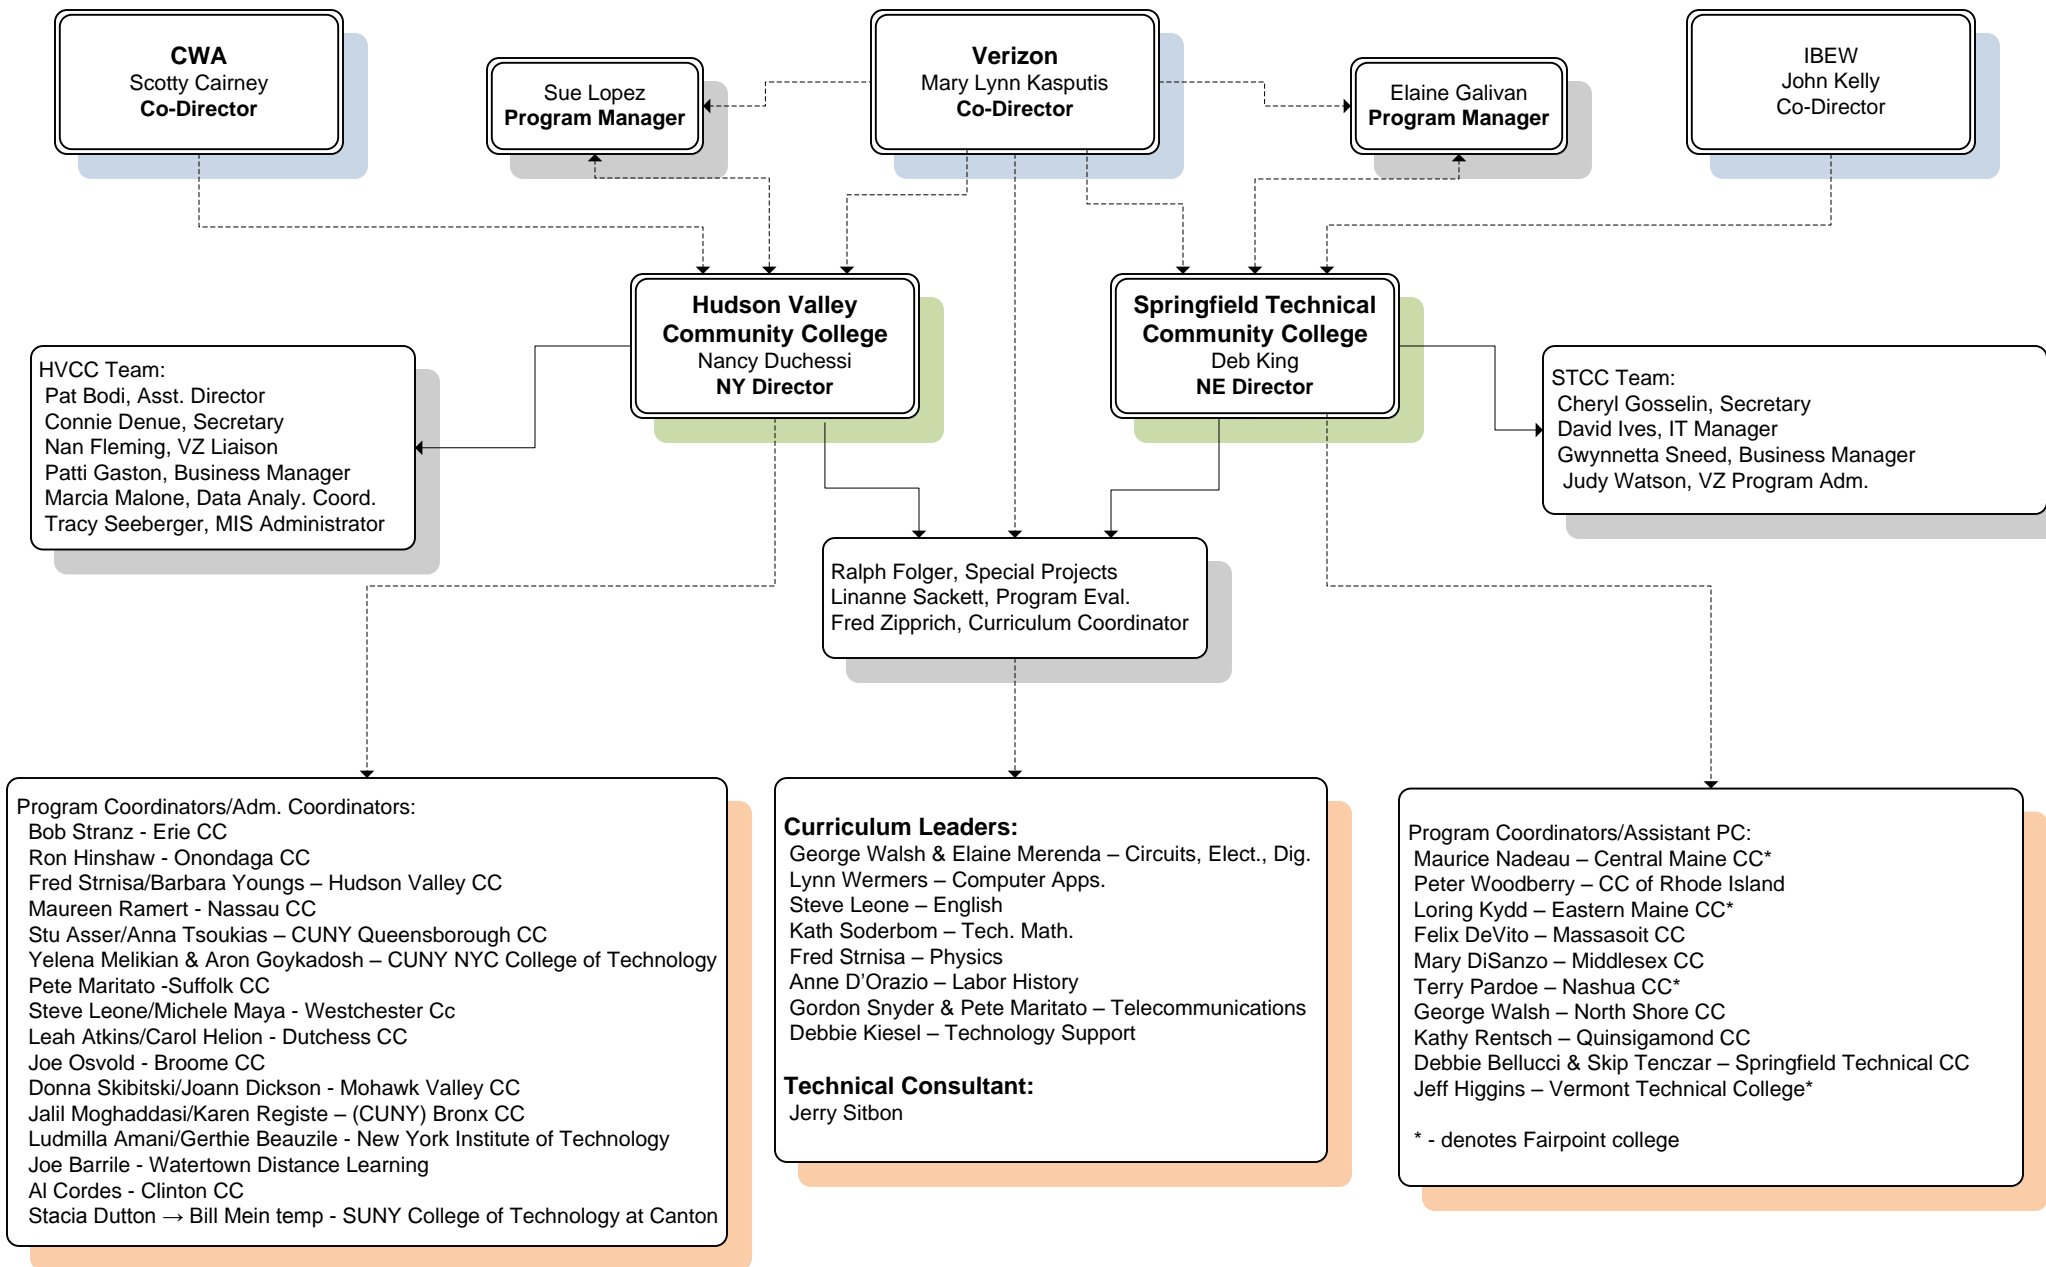 CWA
Scotty Cairney
Co-Director
Sue Lopez
Program Manager
Verizon
Mary Lynn Kasputis
Co-Director
Elaine Galivan
Program Manager
IBEW
John Kelly
Co-Director
Hudson Valley
Community College
Nancy Duchessi
NY Director
Springfield Technical
Community College
Deb King
NE Director
HVCC Team:
Pat Bodi, Asst. Director
Connie Denue, Secretary
Nan Fleming, VZ Liaison
Patti Gaston, Business Manager
Marcia Malone, Data Analy. Coord.
Tracy Seeberger, MIS Administrator
STCC Team:
Cheryl Gosselin, Secretary
David Ives, IT Manager
Gwynnetta Sneed, Business Manager
Judy Watson, VZ Program Adm.
Ralph Folger, Special Projects
Linanne Sackett, Program Eval.
Fred Zipprich, Curriculum Coordinator
Program Coordinators/Adm. Coordinators:
Bob Stranz - Erie CC
Ron Hinshaw - Onondaga CC
Fred Strnisa/Barbara Youngs – Hudson Valley CC
Maureen Ramert - Nassau CC
Stu Asser/Anna Tsoukias – CUNY Queensborough CC
Yelena Melikian & Aron Goykadosh – CUNY NYC College of Technology
Pete Maritato -Suffolk CC
Steve Leone/Michele Maya - Westchester Cc
Leah Atkins/Carol Helion - Dutchess CC
Joe Osvold - Broome CC
Donna Skibitski/Joann Dickson - Mohawk Valley CC
Jalil Moghaddasi/Karen Registe – (CUNY) Bronx CC
Ludmilla Amani/Gerthie Beauzile - New York Institute of Technology
Joe Barrile - Watertown Distance Learning
Al Cordes - Clinton CC
Stacia Dutton → Bill Mein temp - SUNY College of Technology at Canton
Curriculum Leaders:
George Walsh & Elaine Merenda – Circuits, Elect., Dig.
Lynn Wermers – Computer Apps.
Steve Leone – English
Kath Soderbom – Tech. Math.
Fred Strnisa – Physics
Anne D'Orazio – Labor History
Gordon Snyder & Pete Maritato – Telecommunications
Debbie Kiesel – Technology Support
Technical Consultant:
Jerry Sitbon
Program Coordinators/Assistant PC:
Maurice Nadeau – Central Maine CC*
Peter Woodberry – CC of Rhode Island
Loring Kydd – Eastern Maine CC*
Felix DeVito – Massasoit CC
Mary DiSanzo – Middlesex CC
Terry Pardoe – Nashua CC*
George Walsh – North Shore CC
Kathy Rentsch – Quinsigamond CC
Debbie Bellucci & Skip Tenczar – Springfield Technical CC
Jeff Higgins – Vermont Technical College*
* - denotes Fairpoint college